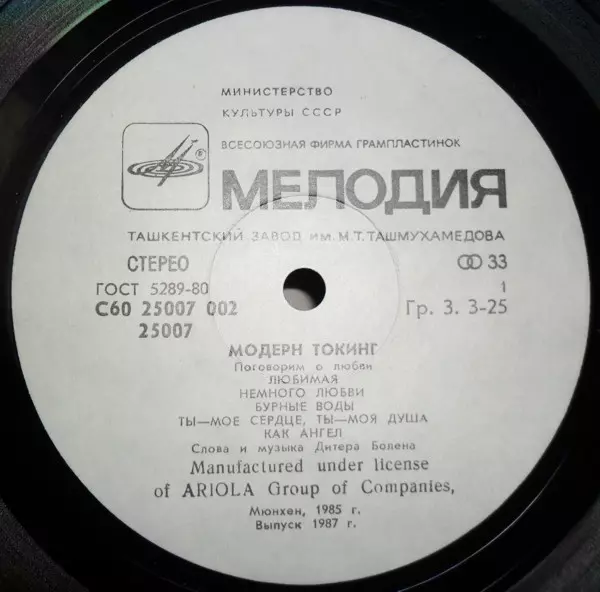 МИНИСТЕРСТВО
КУЛЬТУРЫ СССР
ВСЕСОЮЗНАЯ ФИРМА ГРАМПЛАСТИНОК
® МЕЛОДИЯ
ТАШКЕНТСКИЙ ЗАВОД ИМ. М.Т. ТАШМУХАМЕДОВА
СТЕРЕО 33
ГОСТ 5289-80 1
С60 25007 002 Гр. 3. 3-25
25007
МОДЕРН ТОКИНГ
Поговорим о любви
ЛЮБИМАЯ
НЕМНОГО ЛЮБВИ
БУРНЫЕ ВОДЫ
ТЫ—МОЕ СЕРДЦЕ, ТЫ—МОЯ ДУША
КАК АНГЕЛ
Слова и музыка Дитера Болена
Manufactured under license
of ARIOLA Group of Companies,
Мюнхен, 1985 г.
Выпуск 1987 г.